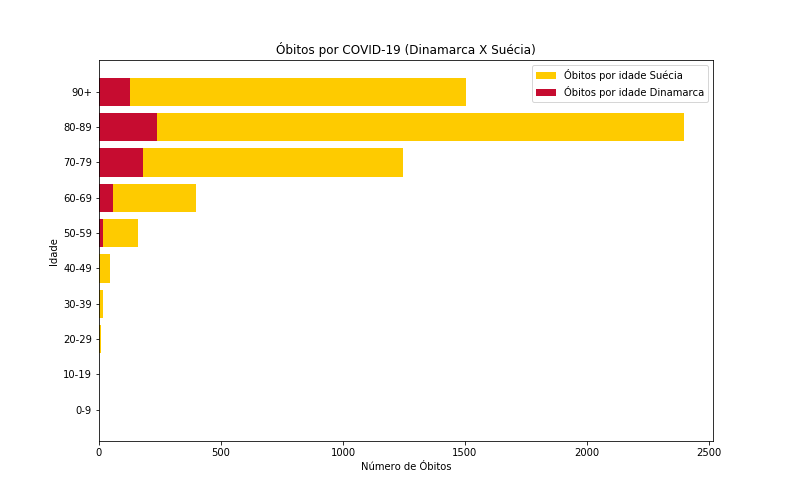 Óbitos por COVID-19 (Dinamarca X Suécia)
Óbitos por idade Suécia
Óbitos por idade Dinamarca
Idade
90+
80-89
70-79
60-69
50-59
40-49
30-39
20-29
10-19
0-9
0 500 1000 1500 2000 2500
Número de Óbitos